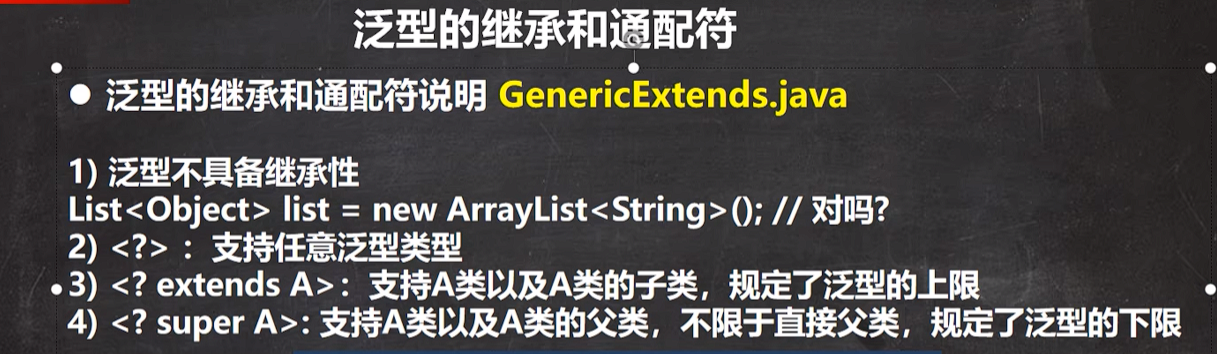 泛型的继承和通配符
● 泛型的继承和通配符说明 GenericExtends.java
1) 泛型不具备继承性
List<Object> list = new ArrayList<String>(); // 对吗?
2) <?> ：支持任意泛型类型
3) <? extends A>：支持A类以及A类的子类，规定了泛型的上限
4) <? super A>: 支持A类以及A类的父类，不限于直接父类，规定了泛型的下限